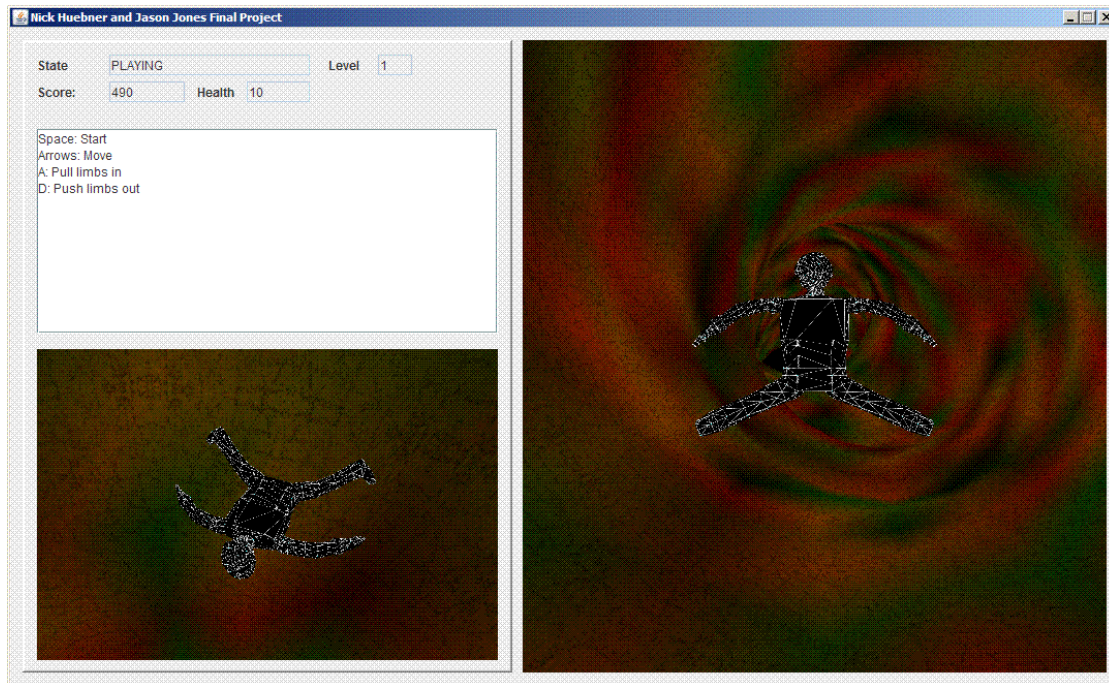 Nick Huebner and Jason Jones Final Project
State PLAYING Level 1
Score: 490 Health 10
Space: Start
Arrows: Move
A: Pull limbs in
D: Push limbs out